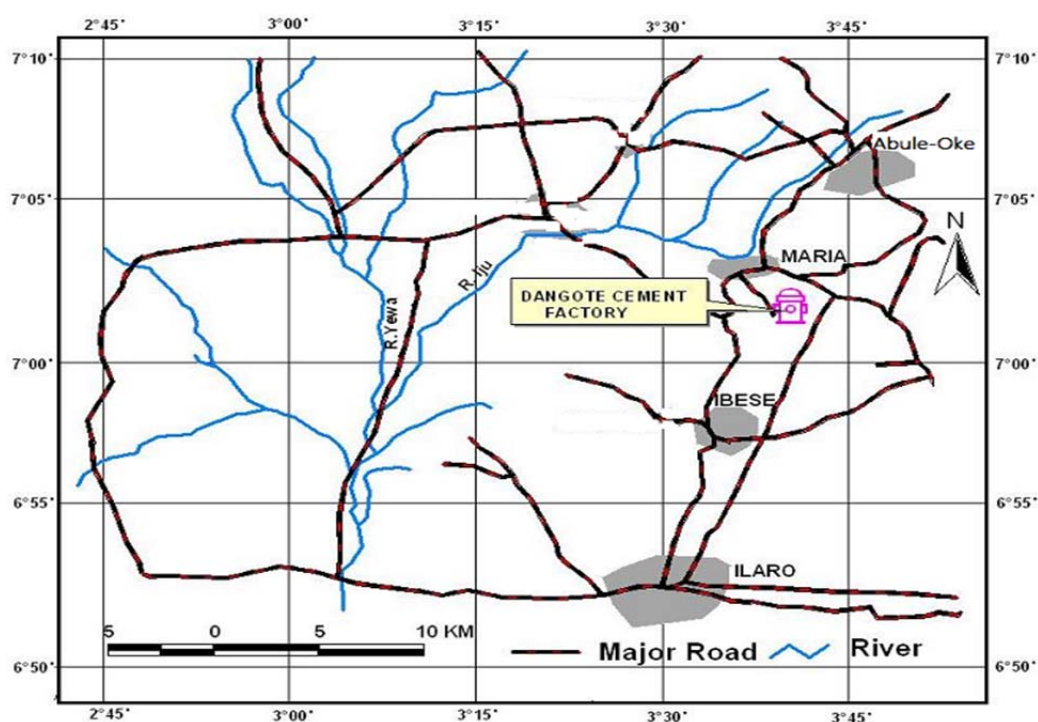 2°45' 3°00' 3°15' 3°30' 3°45'
7°10' 7°10'
Abule-Oke
7°05' 7°05'
N
MARIA
R. Iju
DANGOTE CEMENT
FACTORY
R.Yewa
7°00' 7°00'
IBESE
6°55' 6°55'
ILARO
5 0 5 10 KM
Major Road River
6°50' 6°50'
2°45' 3°00' 3°15' 3°30' 3°45'